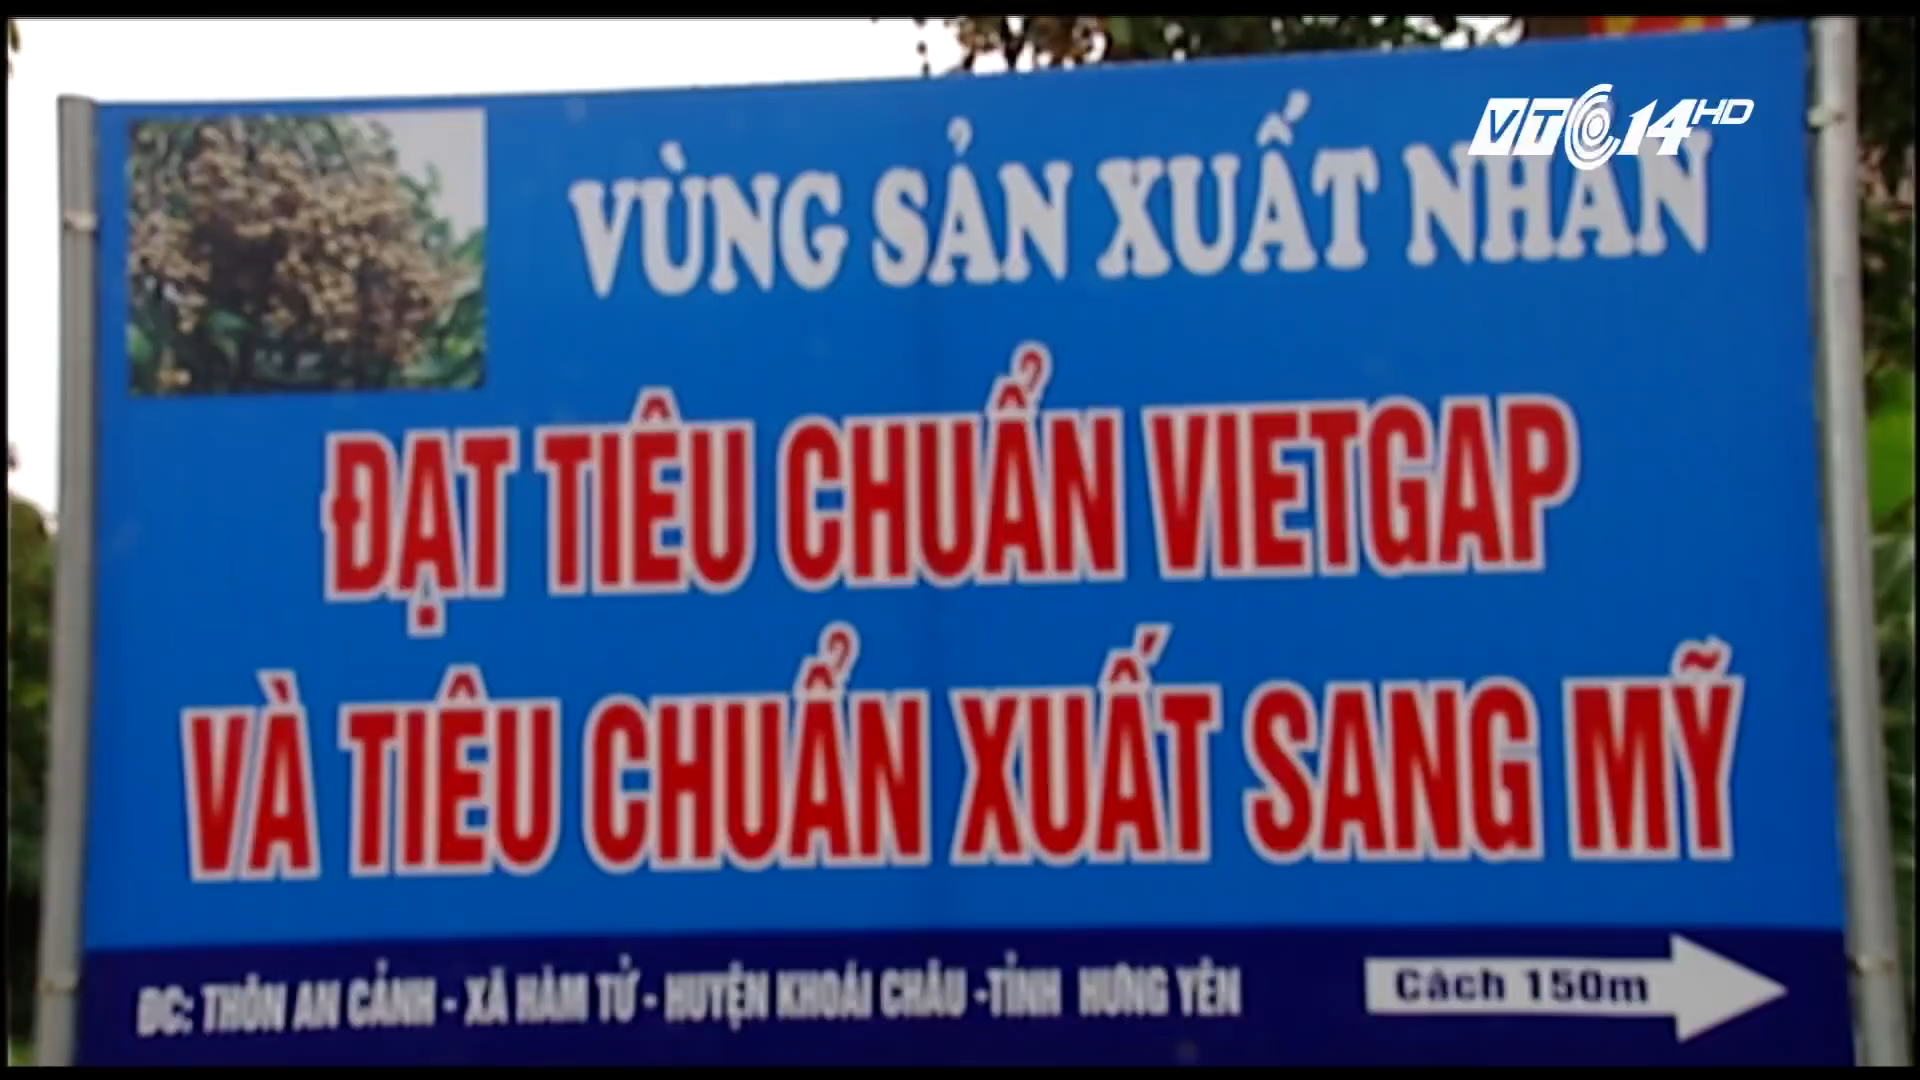 VTC14HD
VÙNG SẢN XUẤT NHÃN
ĐẠT TIÊU CHUẨN VIETGAP
VÀ TIÊU CHUẨN XUẤT SANG MỸ
ĐC: THÔN AN CẢNH - XÃ HÀM TỬ - HUYỆN KHOÁI CHÂU -TỈNH HƯNG YÊN
Cách 150m